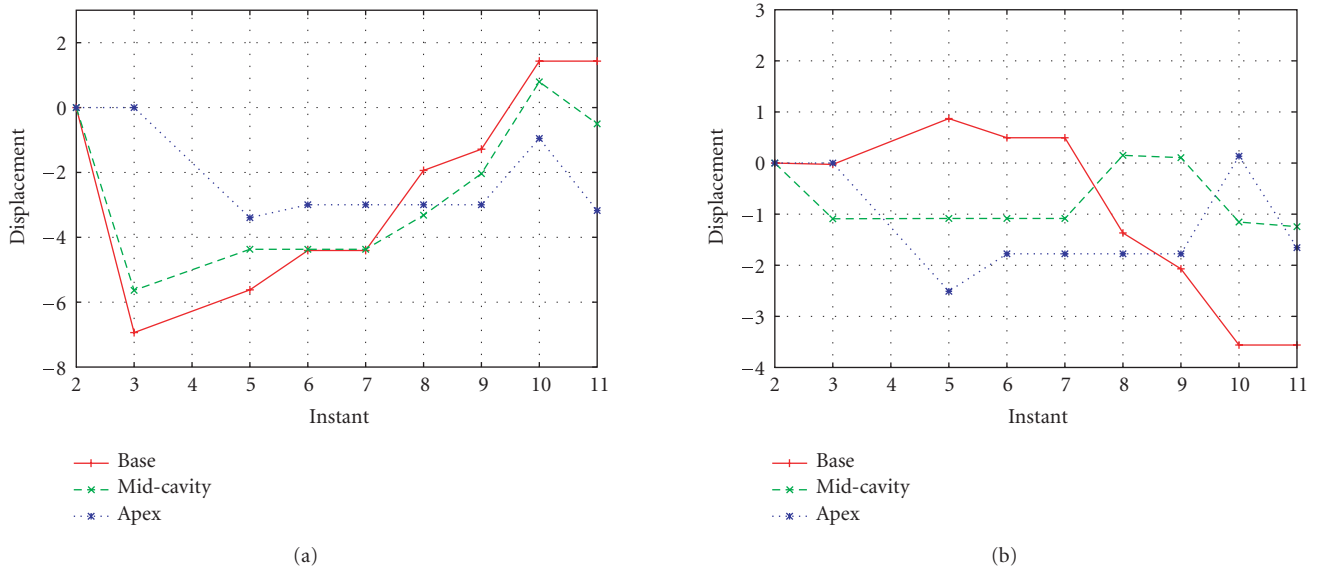 2
0
−2
−4
−6
−8
Displacement
2 3 4 5 6 7 8 9 10 11
Instant
Base
Mid-cavity
Apex
(a)
3
2
1
0
−1
−2
−3
−4
Displacement
2 3 4 5 6 7 8 9 10 11
Instant
Base
Mid-cavity
Apex
(b)